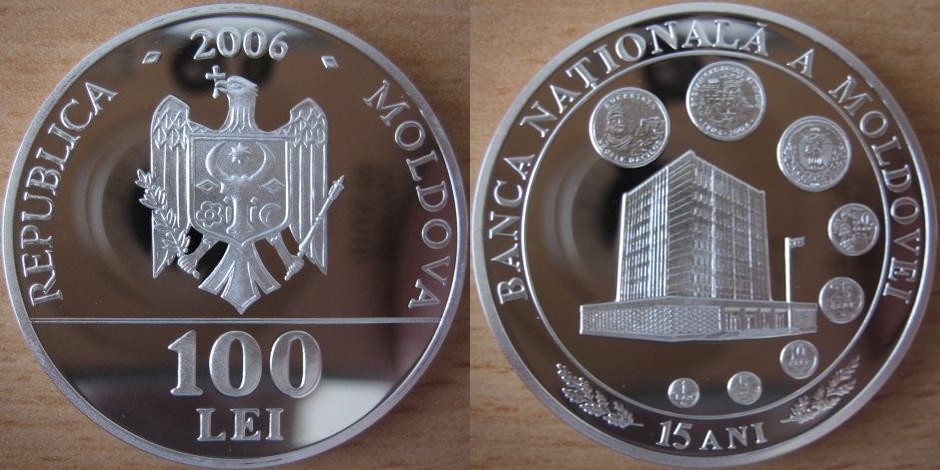 2006
REPUBLICA MOLDOVA
100
LEI
BANCA NAȚIONALĂ A MOLDOVEI
15 ANI